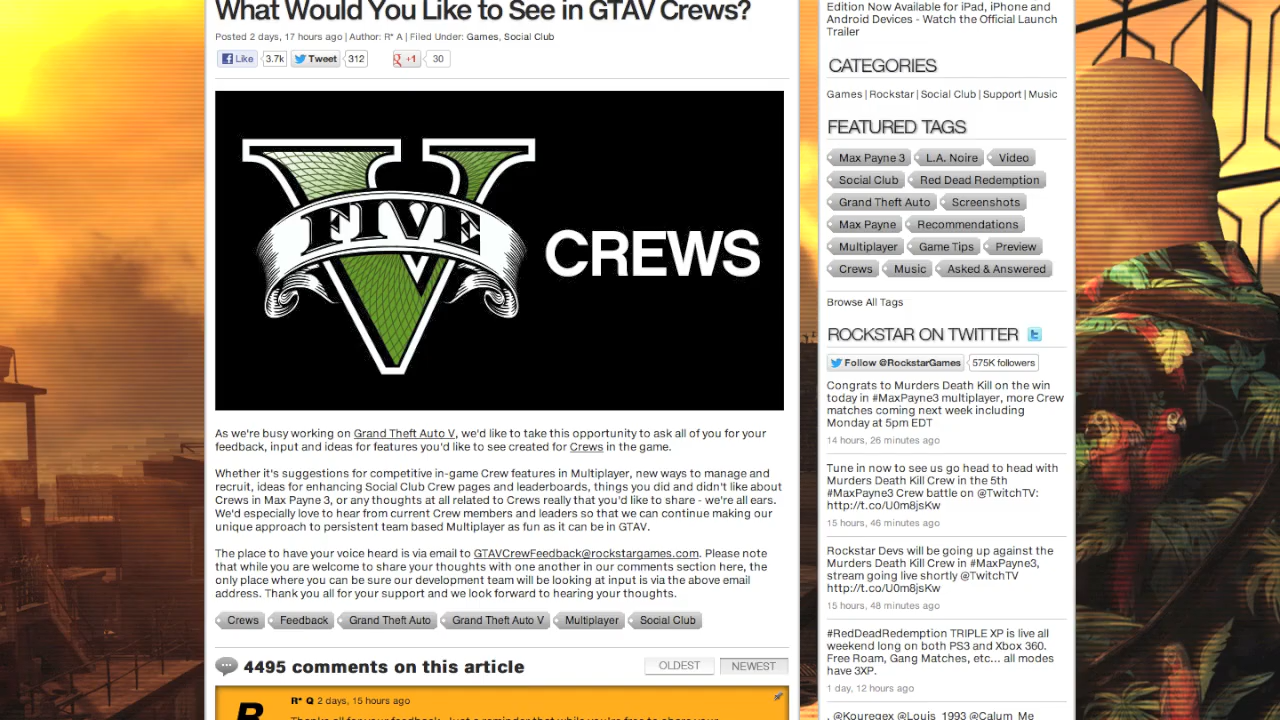 What Would You Like to See in GTAV Crews?
Posted 2 days, 17 hours ago | Author: R* A | Filed Under: Games, Social Club
Like 3.7k Tweet 312 +1 30
FIVE
CREWS
As we're busy working on Grand Theft Auto V, we'd like to take this opportunity to ask all of you for your
feedback, input and ideas for features you'd like to see created for Crews in the game.
Whether it's suggestions for competitive in-game Crew features in Multiplayer, new ways to manage and
recruit, ideas for enhancing Social Club Crew pages and leaderboards, things you did and didn't like about
Crews in Max Payne 3, or any thoughts at all related to Crews really that you'd like to share - we're all ears.
We'd especially love to hear from current Crew members and leaders so that we can continue making our
unique approach to persistent team based Multiplayer as fun as it can be in GTAV.
The place to have your voice heard is via email to GTAVCrewFeedback@rockstargames.com. Please note
that while you are welcome to share your thoughts with one another in our comments section here, the
only place where you can be sure our development team will be looking at input is via the above email
address. Thank you all for your support and we look forward to hearing your thoughts.
Crews Feedback Grand Theft Auto Grand Theft Auto V Multiplayer Social Club
4495 comments on this article
OLDEST NEWEST
R* Q 2 days, 15 hours ago
Thanks all for your feedback. Just a reminder that while you're free to share your
Edition Now Available for iPad, iPhone and
Android Devices - Watch the Official Launch
Trailer
CATEGORIES
Games | Rockstar | Social Club | Support | Music
FEATURED TAGS
Max Payne 3 L.A. Noire Video
Social Club Red Dead Redemption
Grand Theft Auto Screenshots
Max Payne Recommendations
Multiplayer Game Tips Preview
Crews Music Asked & Answered
Browse All Tags
ROCKSTAR ON TWITTER
Follow @RockstarGames 575K followers
Congrats to Murders Death Kill on the win
today in #MaxPayne3 multiplayer, more Crew
matches coming next week including
Monday at 5pm EDT
14 hours, 26 minutes ago
Tune in now to see us go head to head with
Murders Death Kill Crew in the 5th
#MaxPayne3 Crew battle on @TwitchTV:
http://t.co/U0m8jsKw
15 hours, 46 minutes ago
Rockstar Devs will be going up against the
Murders Death Kill Crew in #MaxPayne3,
stream going live shortly @TwitchTV
http://t.co/U0m8jsKw
15 hours, 48 minutes ago
#RedDeadRedemption TRIPLE XP is live all
weekend long on both PS3 and Xbox 360.
Free Roam, Gang Matches, etc... all modes
have 3XP.
1 day, 12 hours ago
. @Kouregex @Louis_1993 @Calum_Me